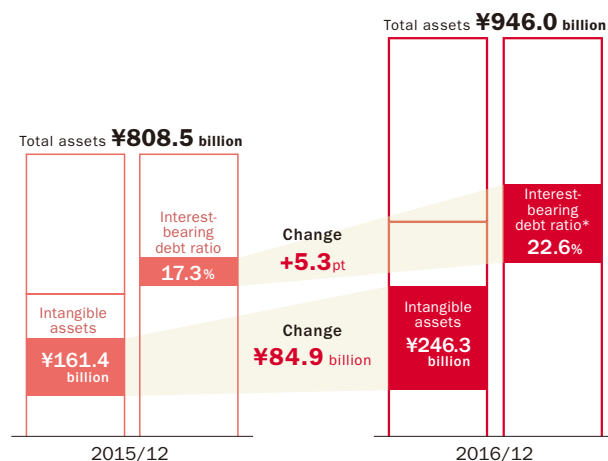 Total assets ¥946.0 billion
Total assets ¥808.5 billion
Interest-
bearing
debt ratio
17.3%
Intangible
assets
¥161.4
billion
Change
+5.3pt
Change
¥84.9 billion
Interest-
bearing
debt ratio*
22.6%
Intangible
assets
¥246.3
billion
2015/12
2016/12